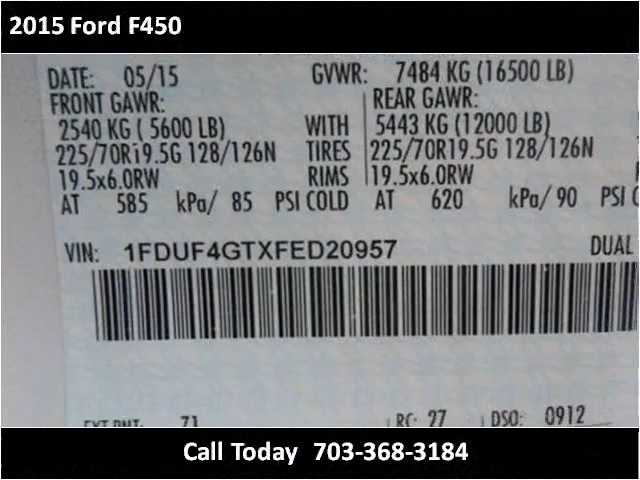 2015 Ford F450
DATE: 05/15 GVWR: 7484 KG (16500 LB)
FRONT GAWR: REAR GAWR:
2540 KG ( 5600 LB) WITH 5443 KG (12000 LB)
225/70Ri9.5G 128/126N TIRES 225/70R19.5G 128/126N
19.5x6.0RW RIMS 19.5x6.0RW
AT 585 kPa/ 85 PSI COLD AT 620 kPa/ 90 PSI
VIN: 1FDUF4GTXFED20957 DUAL
EXT PNT: 71 RC: 27 DSO: 0912
Call Today 703-368-3184